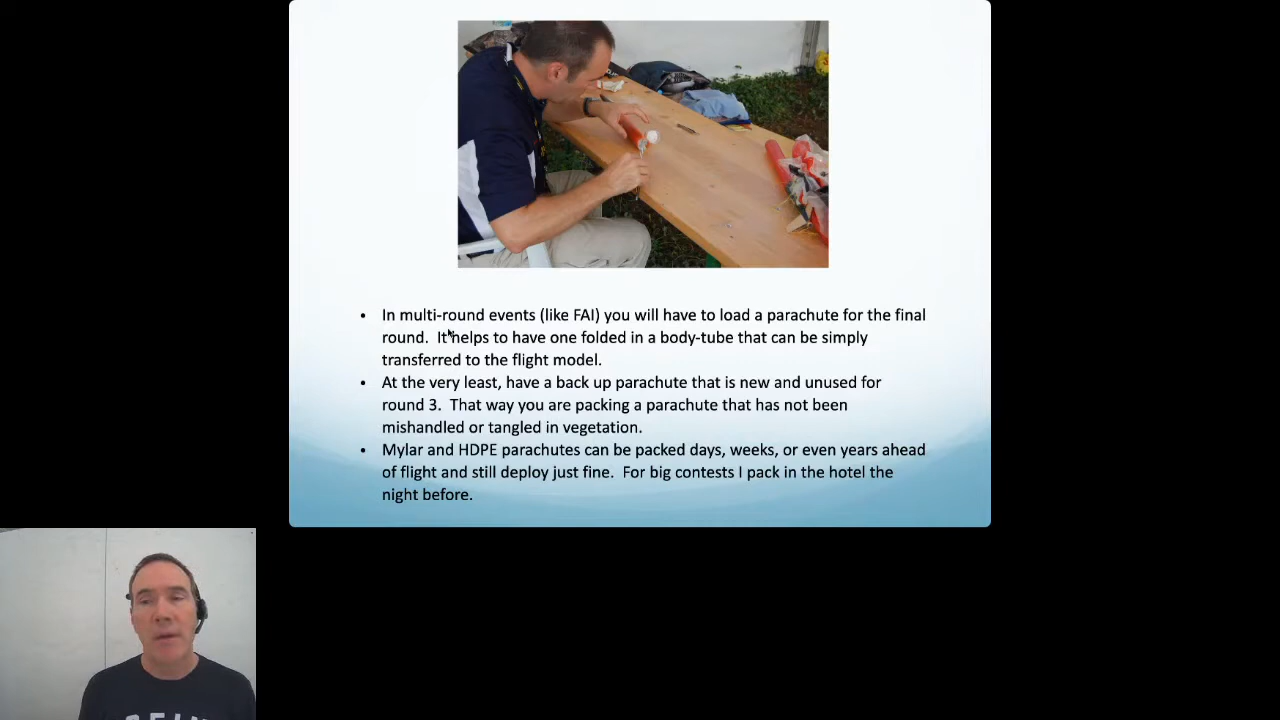 • In multi-round events (like FAI) you will have to load a parachute for the final
round. It helps to have one folded in a body-tube that can be simply
transferred to the flight model.
• At the very least, have a back up parachute that is new and unused for
round 3. That way you are packing a parachute that has not been
mishandled or tangled in vegetation.
• Mylar and HDPE parachutes can be packed days, weeks, or even years ahead
of flight and still deploy just fine. For big contests I pack in the hotel the
night before.